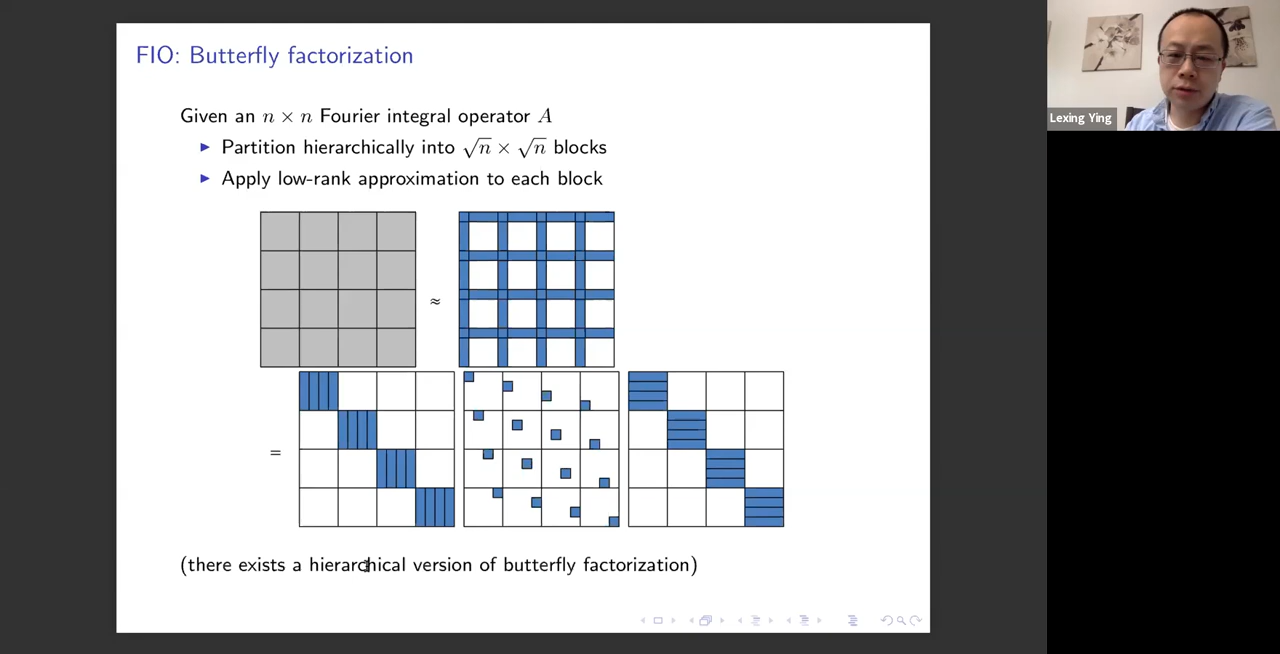 FIO: Butterfly factorization
Given an n × n Fourier integral operator A
▶ Partition hierarchically into √n × √n blocks
▶ Apply low-rank approximation to each block
≈
=
(there exists a hierarchical version of butterfly factorization)
Lexing Ying